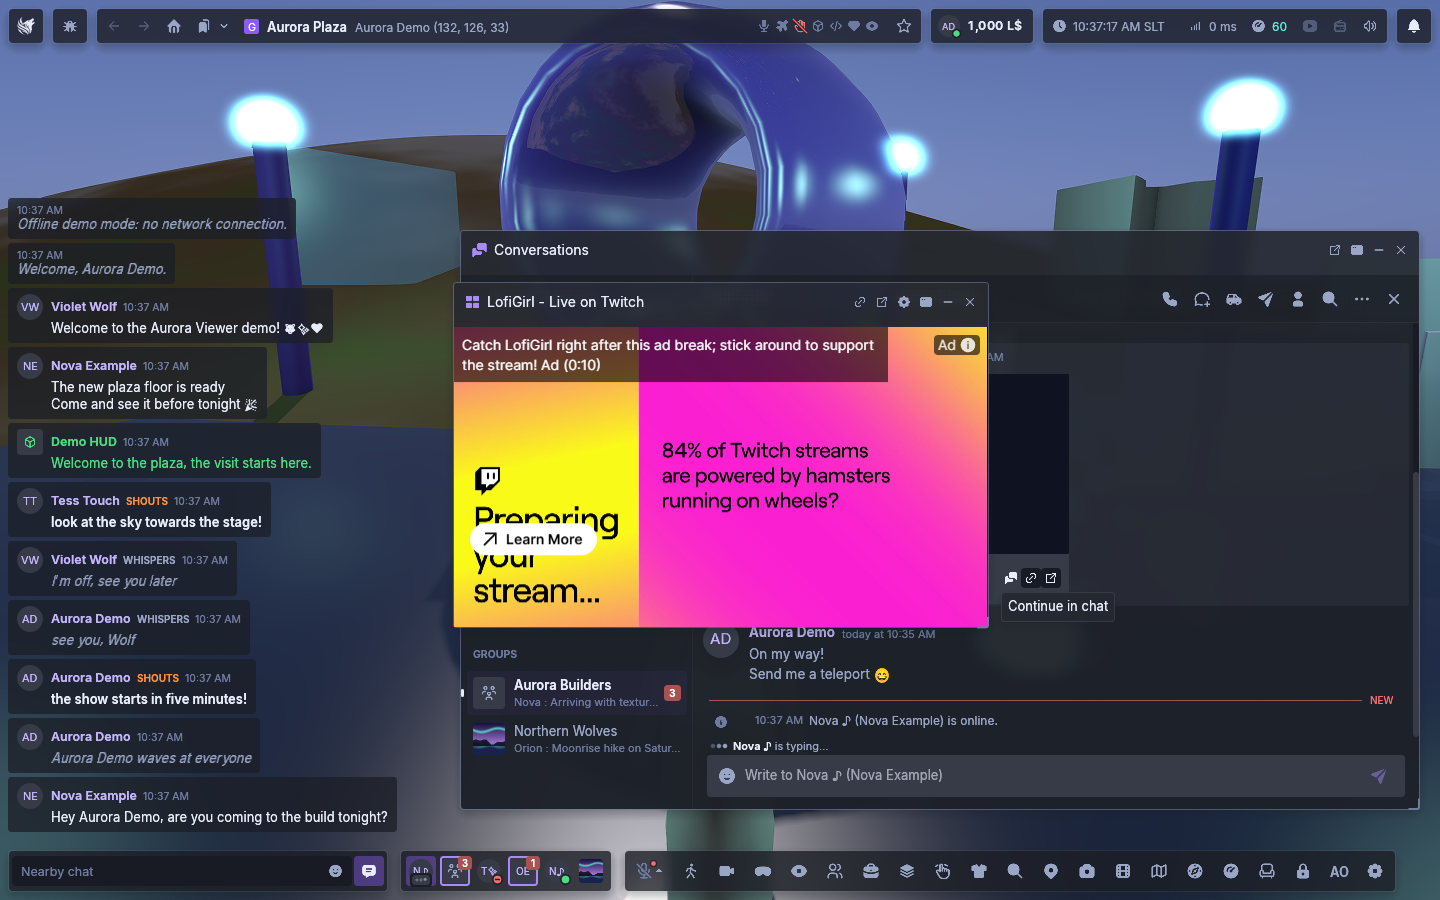 Aurora Plaza Aurora Demo (132, 126, 33)
AD 1,000 L$
10:37:17 AM SLT 0 ms 60
10:37 AM
Offline demo mode: no network connection.
10:37 AM
Welcome, Aurora Demo.
VW Violet Wolf 10:37 AM
Welcome to the Aurora Viewer demo!
NE Nova Example 10:37 AM
The new plaza floor is ready
Come and see it before tonight 🎉
Demo HUD 10:37 AM
Welcome to the plaza, the visit starts here.
TT Tess Touch SHOUTS 10:37 AM
look at the sky towards the stage!
VW Violet Wolf WHISPERS 10:37 AM
I'm off, see you later
AD Aurora Demo WHISPERS 10:37 AM
see you, Wolf
AD Aurora Demo SHOUTS 10:37 AM
the show starts in five minutes!
AD Aurora Demo 10:37 AM
Aurora Demo waves at everyone
NE Nova Example 10:37 AM
Hey Aurora Demo, are you coming to the build tonight?
Nearby chat
Conversations
LofiGirl - Live on Twitch
Catch LofiGirl right after this ad break; stick around to support
the stream! Ad (0:10)
Ad
Preparing
your
stream...
Learn More
84% of Twitch streams
are powered by hamsters
running on wheels?
AM
Continue in chat
GROUPS
Aurora Builders
Nova : Arriving with textur... 3
Northern Wolves
Orion : Moonrise hike on Satur...
AD Aurora Demo today at 10:35 AM
On my way!
Send me a teleport 😄
NEW
10:37 AM Nova ♪ (Nova Example) is online.
Nova ♪ is typing...
Write to Nova ♪ (Nova Example)
3
OE 1
N♪
AO